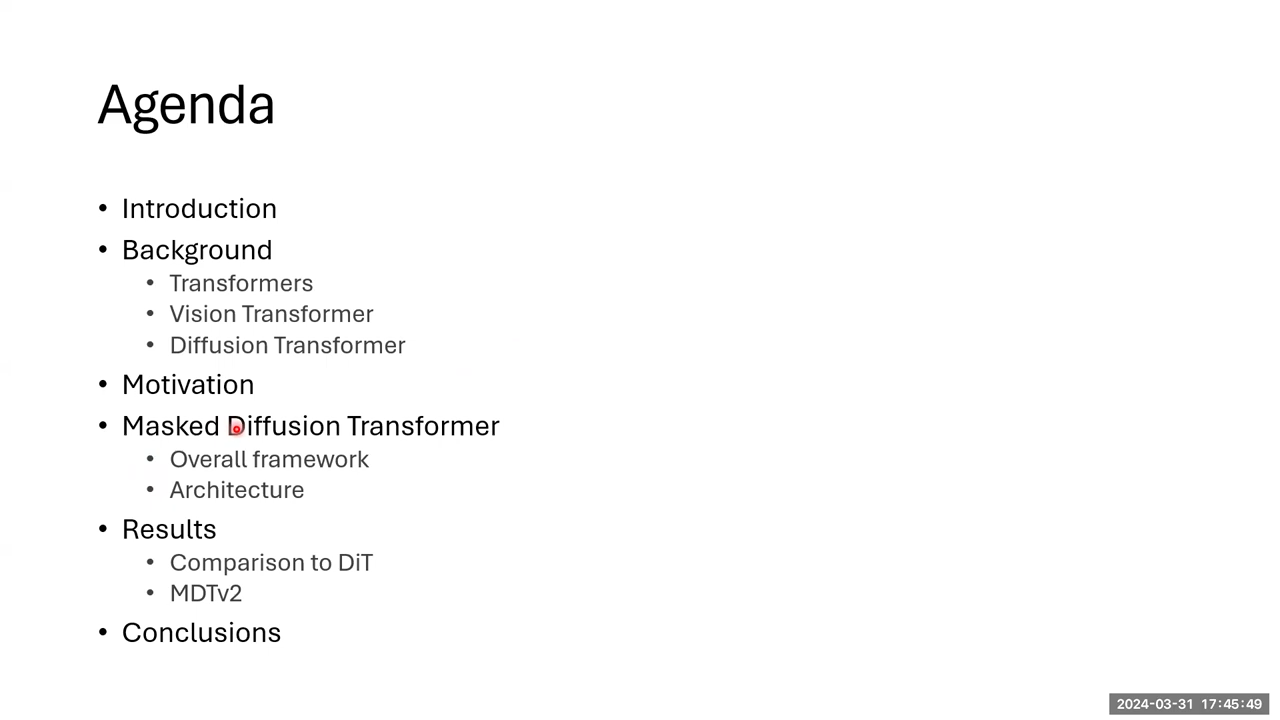 Agenda
• Introduction
• Background
• Transformers
• Vision Transformer
• Diffusion Transformer
• Motivation
• Masked Diffusion Transformer
• Overall framework
• Architecture
• Results
• Comparison to DiT
• MDTv2
• Conclusions
2024-03-31 17:45:49